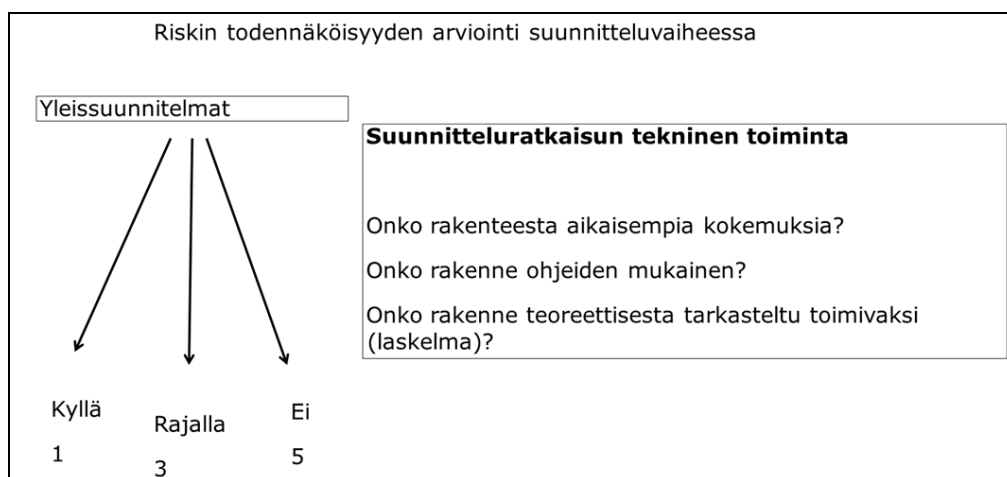 Riskin todennäköisyyden arviointi suunnitteluvaiheessa
Yleissuunnitelmat
Suunnitteluratkaisun tekninen toiminta
Onko rakenteesta aikaisempia kokemuksia?
Onko rakenne ohjeiden mukainen?
Onko rakenne teoreettisesta tarkasteltu toimivaksi
(laskelma)?
Kyllä
Rajalla
Ei
1
3
5